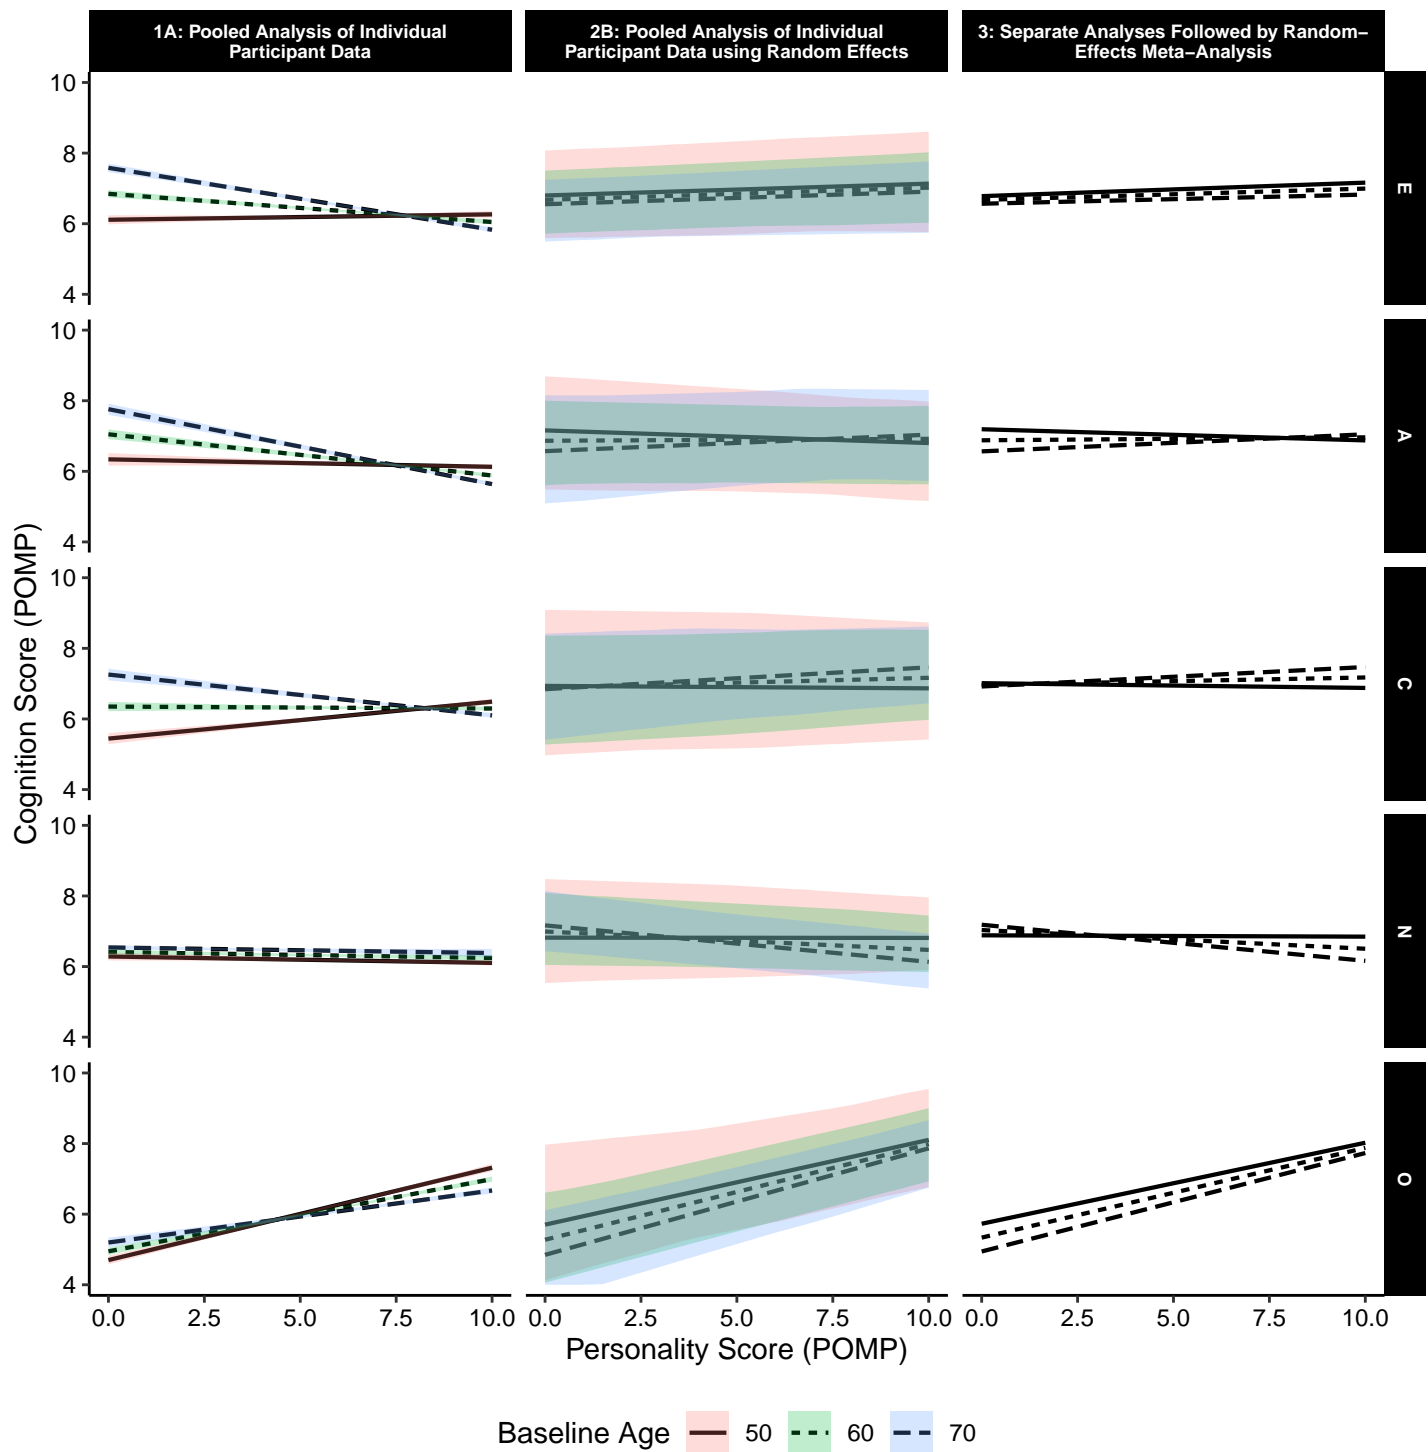 1A: Pooled Analysis of Individual
Participant Data
2B: Pooled Analysis of Individual
Participant Data using Random Effects
3: Separate Analyses Followed by Random−
Effects Meta−Analysis
10
8
6
4
E
10
8
6
4
A
10
8
6
4
C
10
8
6
4
N
10
8
6
4
O
Cognition Score (POMP)
0.0 2.5 5.0 7.5 10.0 0.0 2.5 5.0 7.5 10.0 0.0 2.5 5.0 7.5 10.0
Personality Score (POMP)
Baseline Age 50 60 70